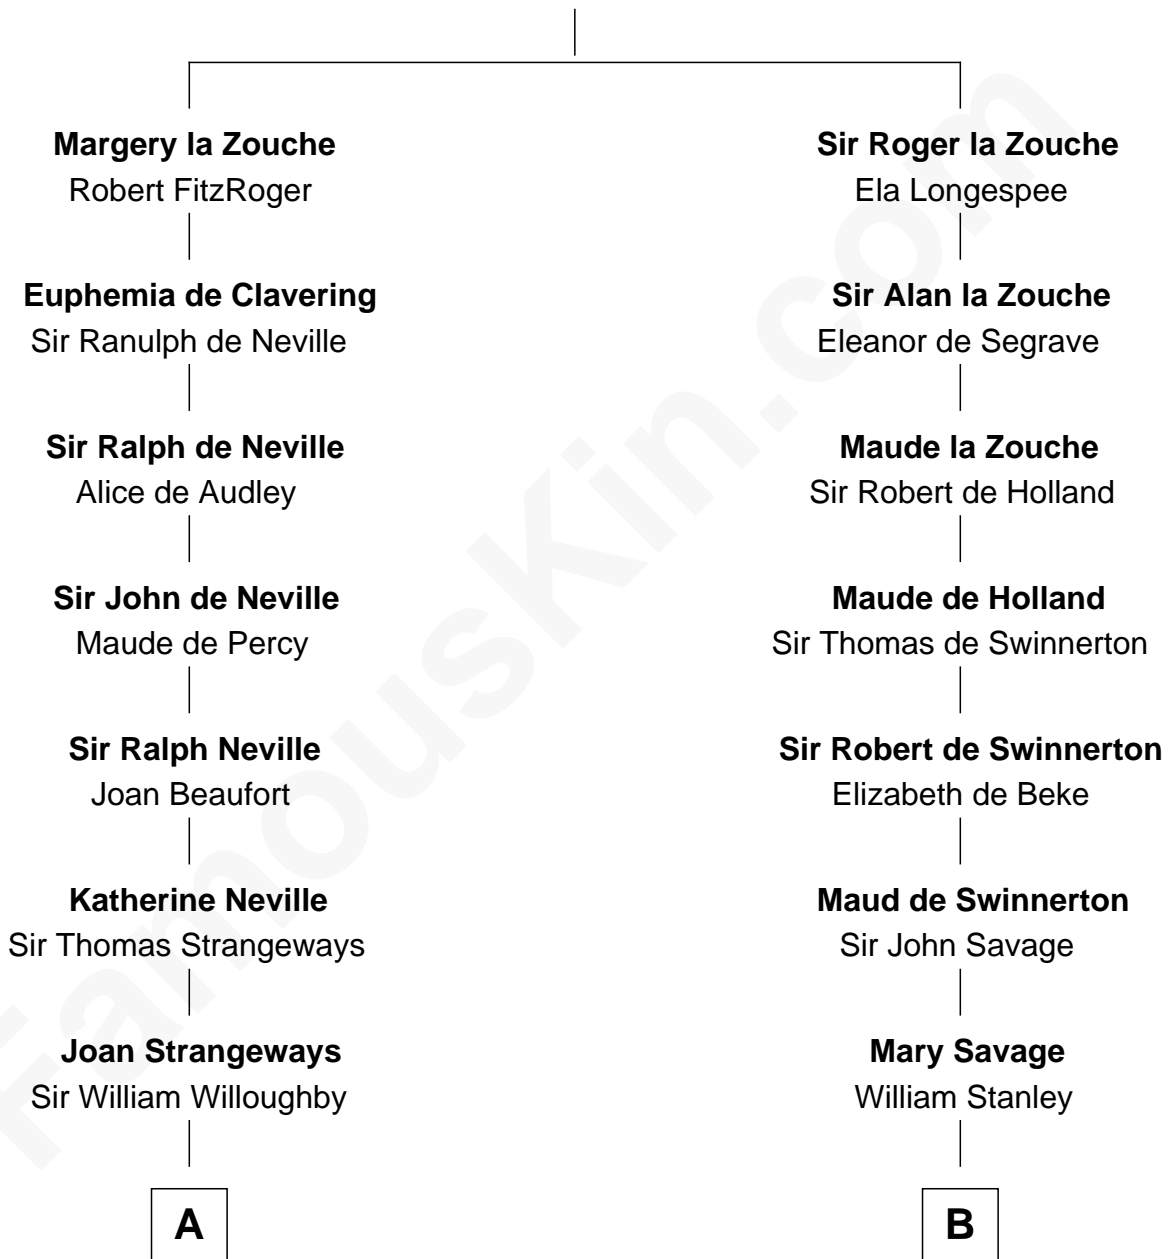 Margery la Zouche
Robert FitzRoger
Euphemia de Clavering
Sir Ranulph de Neville
Sir Ralph de Neville
Alice de Audley
Sir John de Neville
Maude de Percy
Sir Ralph Neville
Joan Beaufort
Katherine Neville
Sir Thomas Strangeways
Joan Strangeways
Sir William Willoughby
A
Sir Roger la Zouche
Ela Longespee
Sir Alan la Zouche
Eleanor de Segrave
Maude la Zouche
Sir Robert de Holland
Maude de Holland
Sir Thomas de Swinnerton
Sir Robert de Swinnerton
Elizabeth de Beke
Maud de Swinnerton
Sir John Savage
Mary Savage
William Stanley
B
FamousKin.com